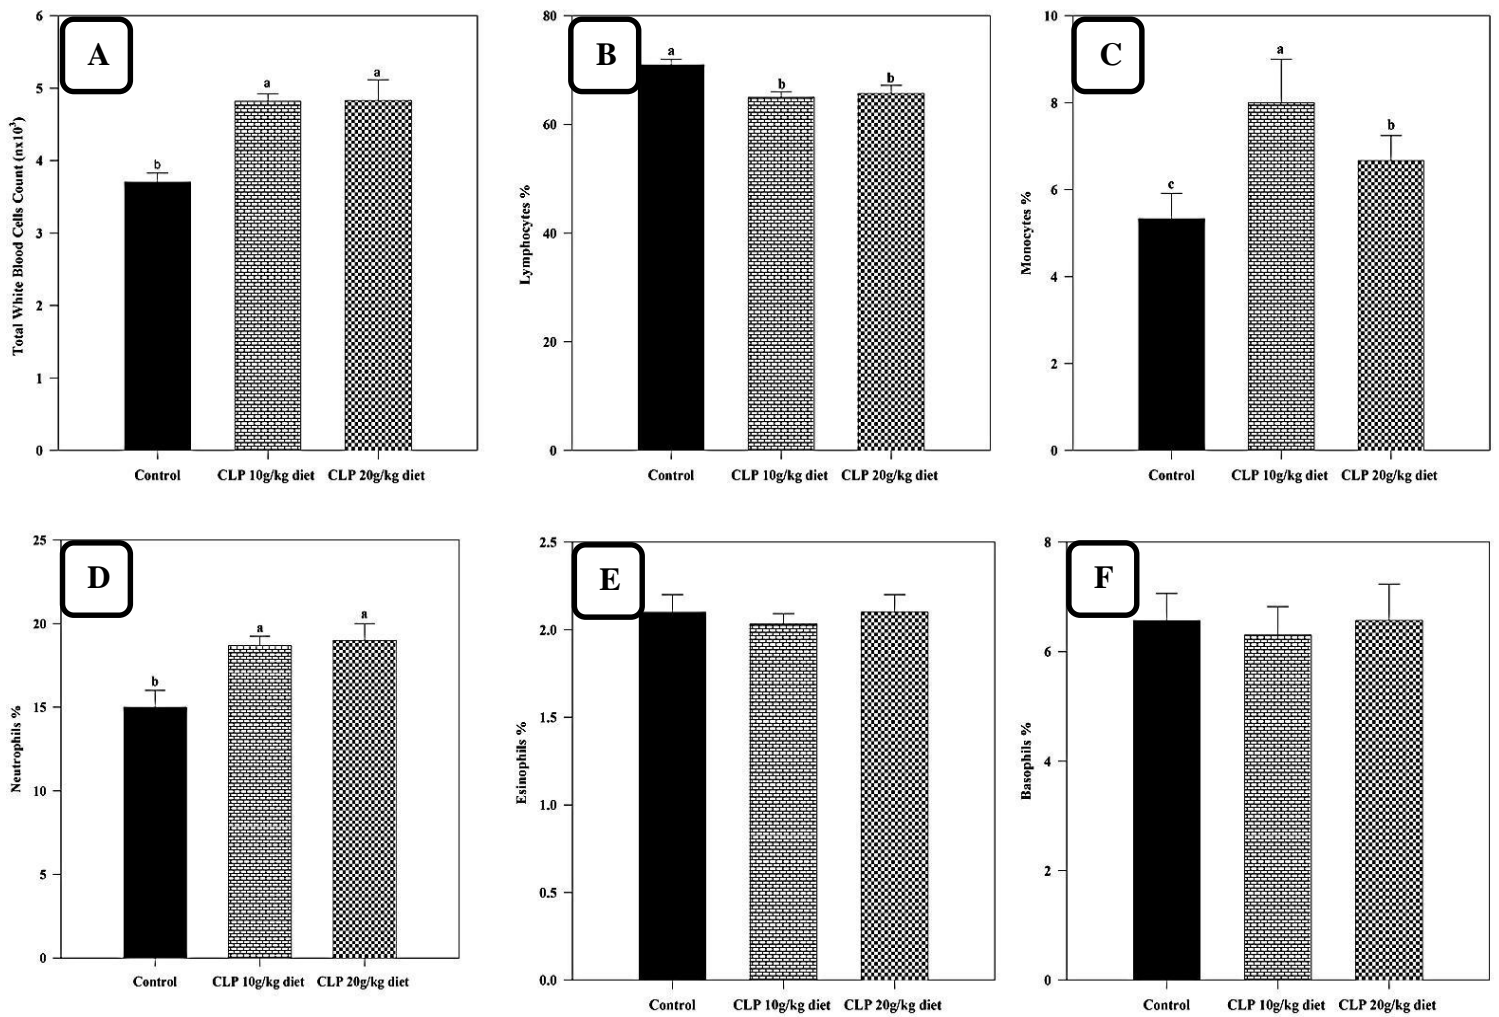 A
Total White Blood Cells Count (nx10³)
6
5
4
3
2
1
0
b
a
a
Control
CLP 10g/kg diet
CLP 20g/kg diet
B
Lymphocytes %
80
60
40
20
0
a
b
b
Control
CLP 10g/kg diet
CLP 20g/kg diet
C
Monocytes %
10
8
6
4
2
0
c
a
b
Control
CLP 10g/kg diet
CLP 20g/kg diet
D
Neutrophils %
25
20
15
10
5
0
b
a
a
Control
CLP 10g/kg diet
CLP 20g/kg diet
E
Esinophils %
2.5
2.0
1.5
1.0
0.5
0.0
Control
CLP 10g/kg diet
CLP 20g/kg diet
F
Basophils %
8
6
4
2
0
Control
CLP 10g/kg diet
CLP 20g/kg diet